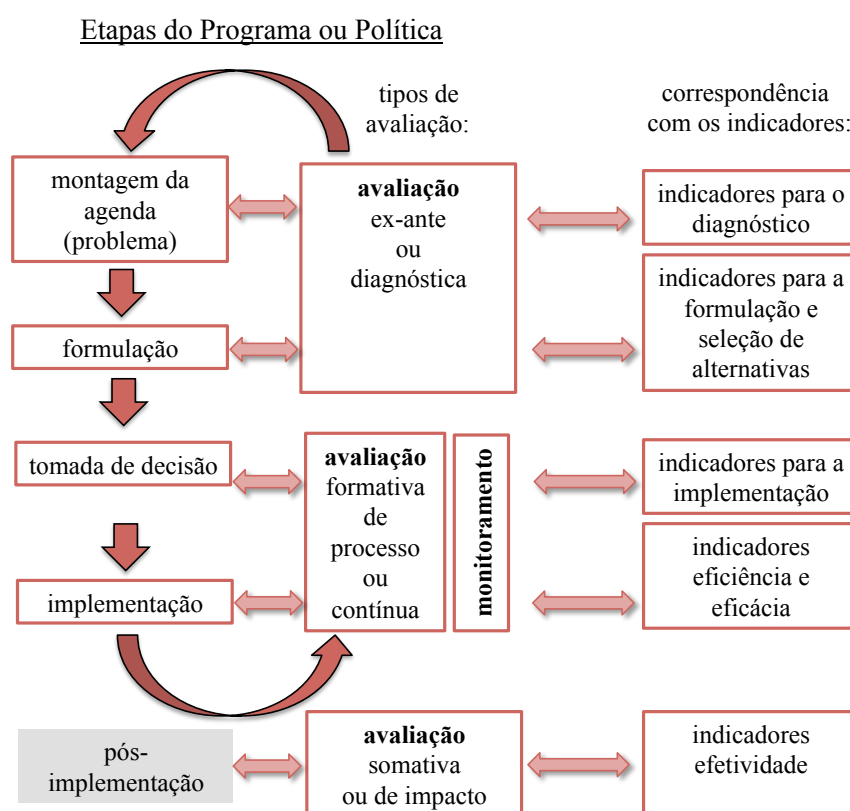 Etapas do Programa ou Política
tipos de
avaliação:
correspondência
com os indicadores:
montagem da
agenda
(problema)
avaliação
ex-ante
ou
diagnóstica
indicadores para o
diagnóstico
formulação
indicadores para a
formulação e
seleção de
alternativas
tomada de decisão
avaliação
formativa
de
processo
ou
contínua
monitoramento
indicadores para a
implementação
implementação
indicadores
eficiência e
eficácia
pós-
implementação
avaliação
somativa
ou de impacto
indicadores
efetividade